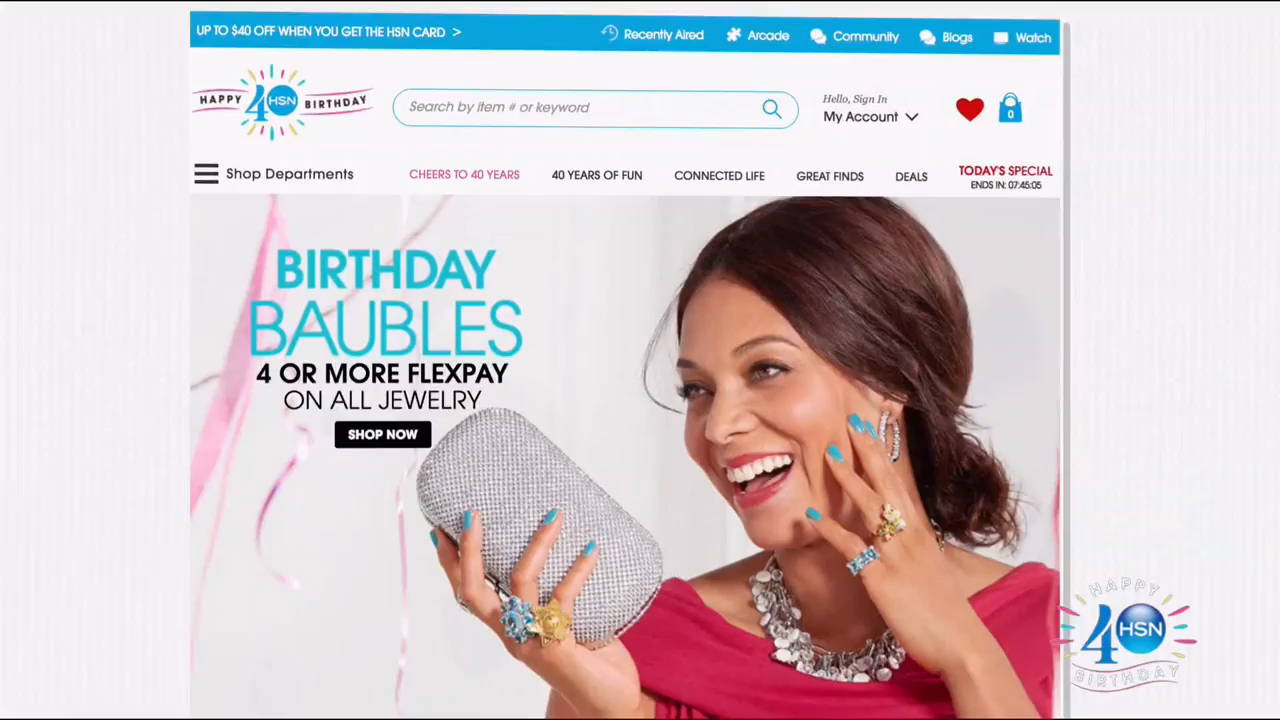 UP TO $40 OFF WHEN YOU GET THE HSN CARD >
Recently Aired
Arcade
Community
Blogs
Watch
HAPPY 40 HSN BIRTHDAY
Search by item # or keyword
Hello, Sign In
My Account
0
Shop Departments
CHEERS TO 40 YEARS
40 YEARS OF FUN
CONNECTED LIFE
GREAT FINDS
DEALS
TODAY'S SPECIAL
ENDS IN: 07:45:05
BIRTHDAY
BAUBLES
4 OR MORE FLEXPAY
ON ALL JEWELRY
SHOP NOW
HAPPY
40 HSN
BIRTHDAY